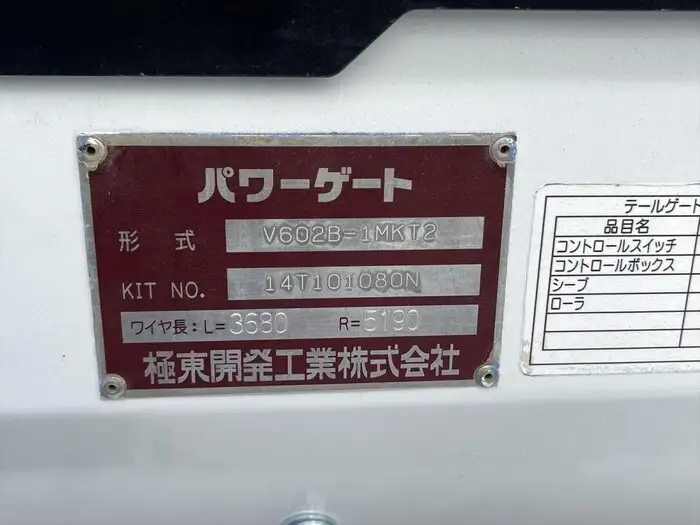 パワーゲート
形式 V602B-1MKT2
KIT NO. 14T101080N
ワイヤ長:L=3680 R=5190
極東開発工業株式会社
テールゲート
品目名
コントロールスイッチ
コントロールボックス
シーブ
ローラ